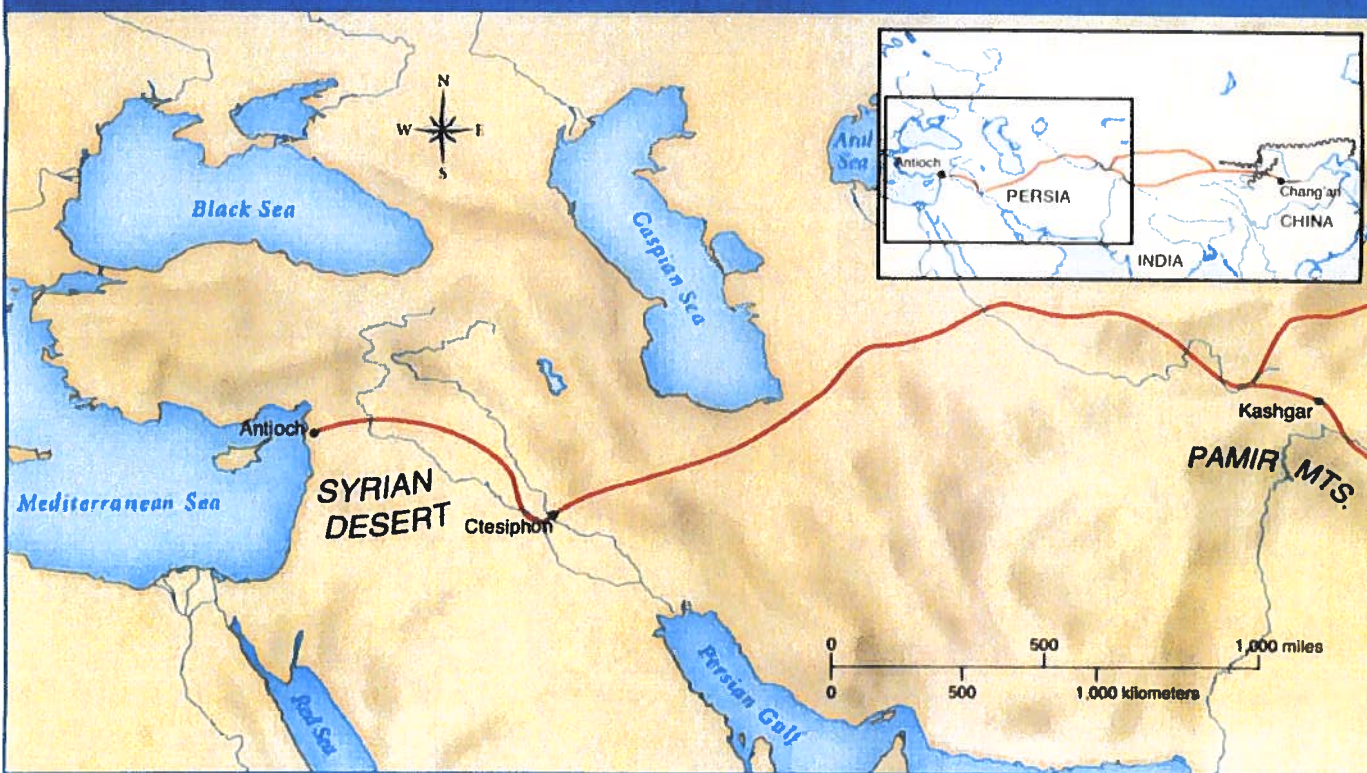 N
W E
S
Black Sea
Caspian Sea
Aral
Sea
Antioch
PERSIA
Chang'an
CHINA
INDIA
Antioch
Mediterranean Sea
SYRIAN
DESERT
Ctesiphon
Kashgar
PAMIR MTS.
Red Sea
Persian Gulf
0 500 1,000 miles
0 500 1,000 kilometers